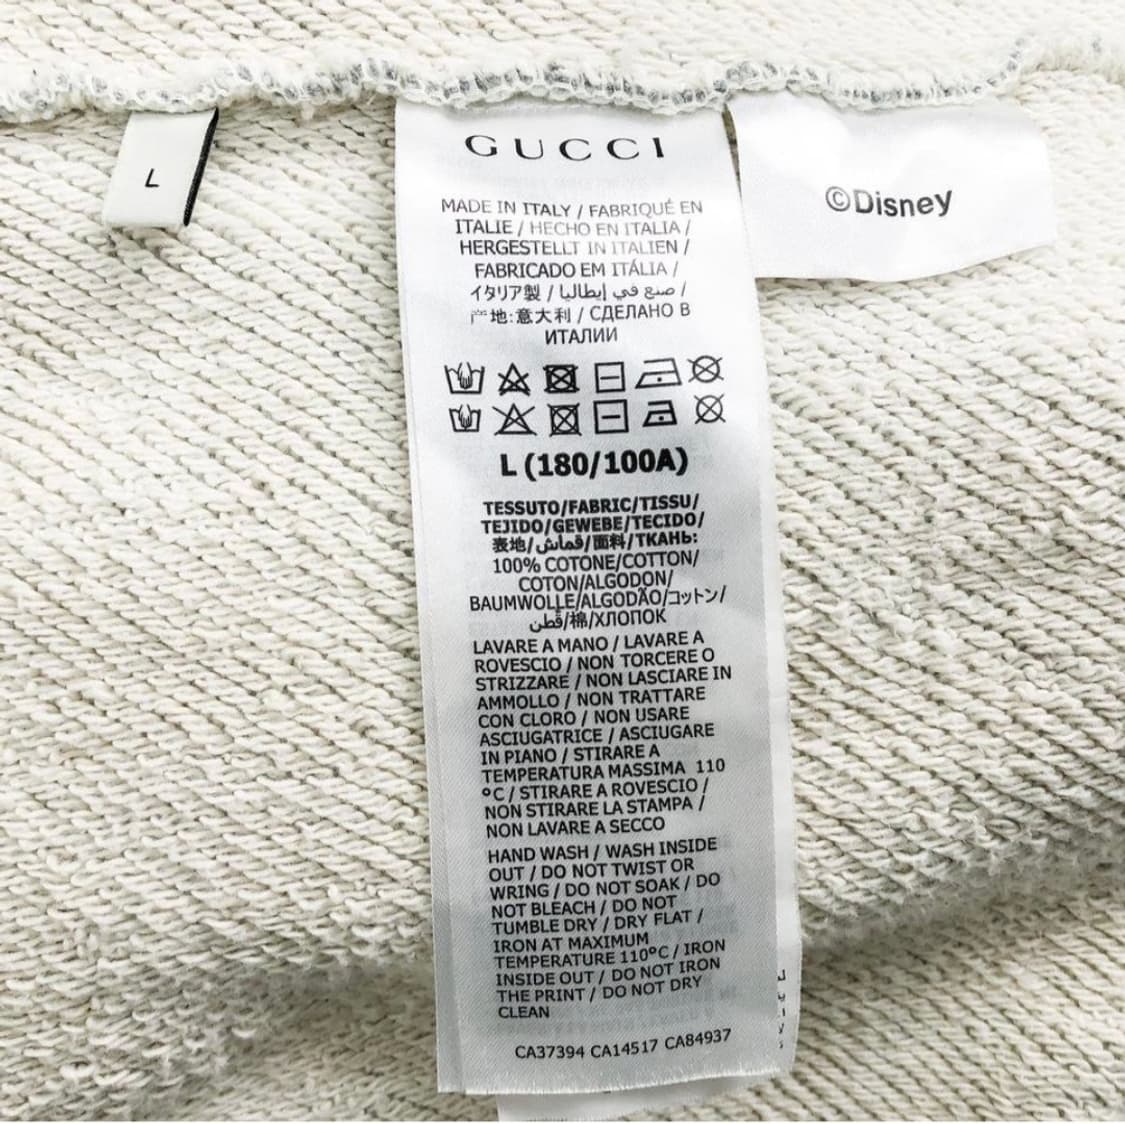 L
GUCCI
©Disney
MADE IN ITALY / FABRIQUÉ EN
ITALIE / HECHO EN ITALIA /
HERGESTELLT IN ITALIEN /
FABRICADO EM ITÁLIA /
イタリア製 / صنع في إيطاليا /
产地:意大利 / СДЕЛАНО В
ИТАЛИИ
L (180/100A)
TESSUTO/FABRIC/TISSU/
TEJIDO/GEWEBE/TECIDO/
表地/قماش/面料/ТКАНЬ:
100% COTONE/COTTON/
COTON/ALGODON/
BAUMWOLLE/ALGODÃO/コットン/
قطن/棉/ХЛОПОК
LAVARE A MANO / LAVARE A
ROVESCIO / NON TORCERE O
STRIZZARE / NON LASCIARE IN
AMMOLLO / NON TRATTARE
CON CLORO / NON USARE
ASCIUGATRICE / ASCIUGARE
IN PIANO / STIRARE A
TEMPERATURA MASSIMA 110
°C / STIRARE A ROVESCIO /
NON STIRARE LA STAMPA /
NON LAVARE A SECCO
HAND WASH / WASH INSIDE
OUT / DO NOT TWIST OR
WRING / DO NOT SOAK / DO
NOT BLEACH / DO NOT
TUMBLE DRY / DRY FLAT /
IRON AT MAXIMUM
TEMPERATURE 110°C / IRON
INSIDE OUT / DO NOT IRON
THE PRINT / DO NOT DRY
CLEAN
CA37394 CA14517 CA84937